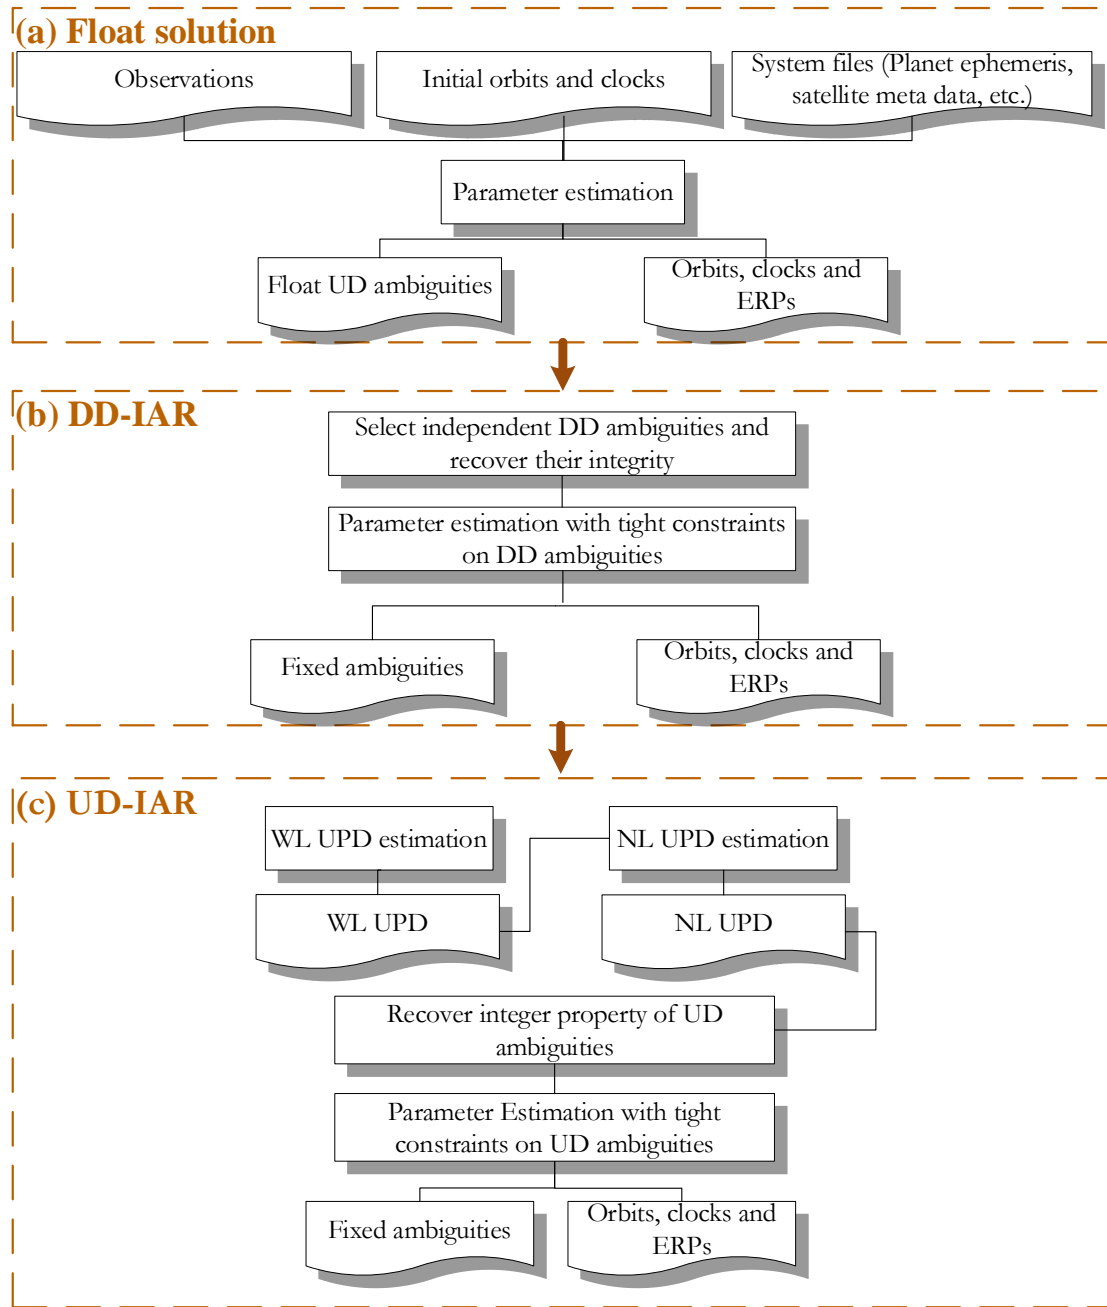 (a) Float solution
Observations
Initial orbits and clocks
System files (Planet ephemeris,
satellite meta data, etc.)
Parameter estimation
Float UD ambiguities
Orbits, clocks and
ERPs
(b) DD-IAR
Select independent DD ambiguities and
recover their integrity
Parameter estimation with tight constraints
on DD ambiguities
Fixed ambiguities
Orbits, clocks and
ERPs
(c) UD-IAR
WL UPD estimation
NL UPD estimation
WL UPD
NL UPD
Recover integer property of UD
ambiguities
Parameter Estimation with tight
constraints on UD ambiguities
Fixed ambiguities
Orbits, clocks and
ERPs